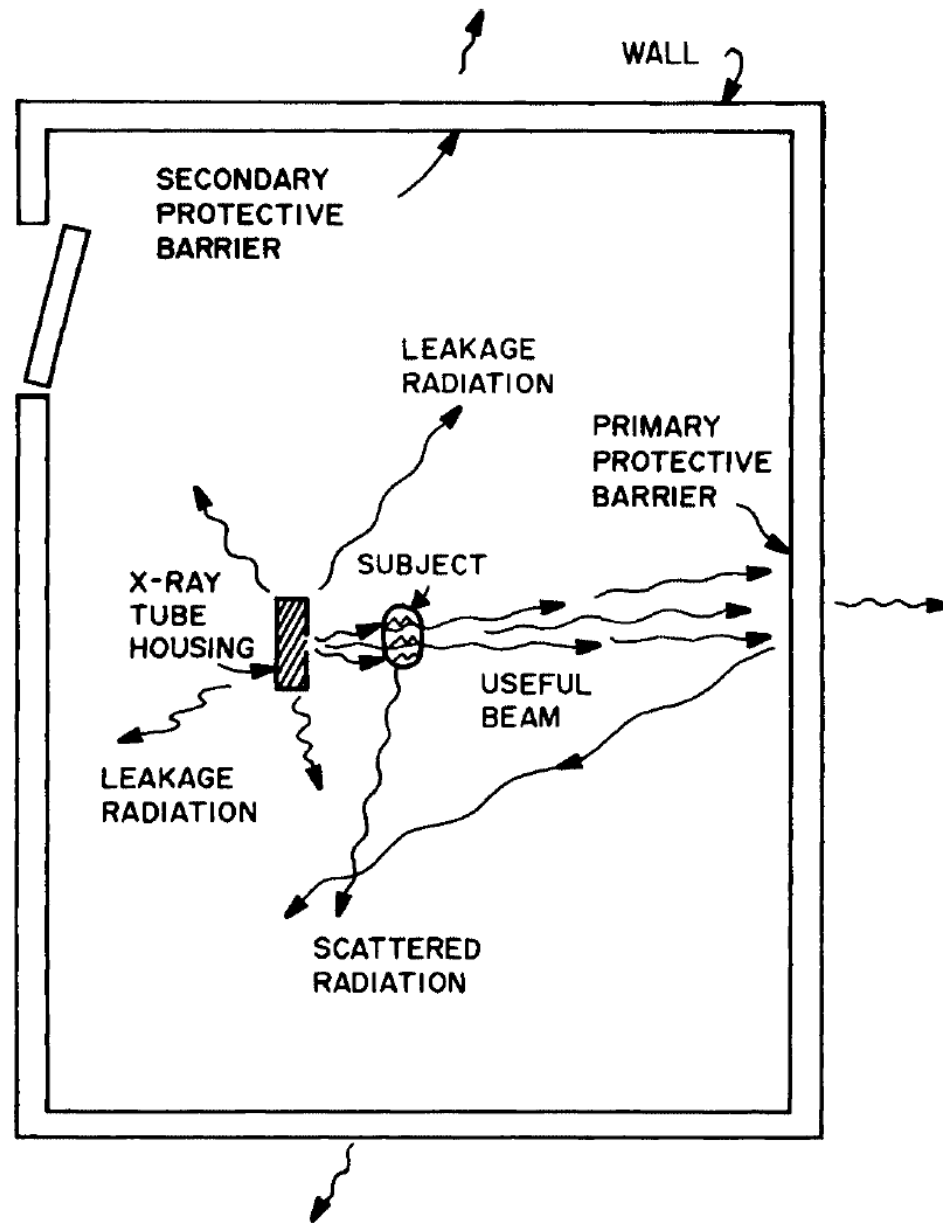 WALL
SECONDARY
PROTECTIVE
BARRIER
LEAKAGE
RADIATION
PRIMARY
PROTECTIVE
BARRIER
SUBJECT
X-RAY
TUBE
HOUSING
USEFUL
BEAM
LEAKAGE
RADIATION
SCATTERED
RADIATION